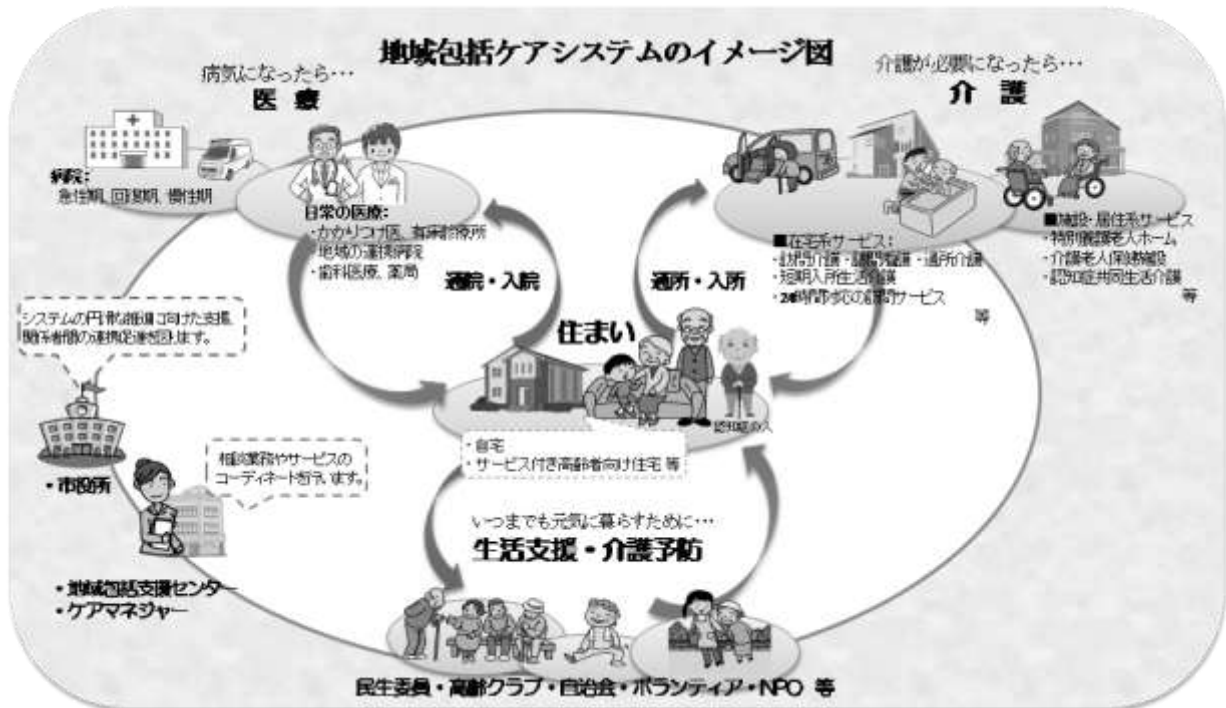 地域包括ケアシステムのイメージ図
病気になったら･･･
医 療
介護が必要になったら･･･
介 護
病院:
急性期、回復期、慢性期
日常の医療:
・かかりつけ医、有床診療所
・地域の連携病院
・歯科医療、薬局
通院・入院
通所・入所
■在宅系サービス:
・訪問介護・訪問看護・通所介護
・短期入所生活介護
・24時間対応の訪問サービス
等
■施設・居住系サービス
・特別養護老人ホーム
・介護老人保健施設
・認知症共同生活介護
等
システムの円滑な推進に向けた支援、
関係者間の連携促進を図ります。
住まい
認知症の人
・自宅
・サービス付き高齢者向け住宅 等
・市役所
相談業務やサービスの
コーディネートを行います。
・地域包括支援センター
・ケアマネジャー
いつまでも元気に暮らすために･･･
生活支援・介護予防
民生委員・高齢クラブ・自治会・ボランティア・NPO 等